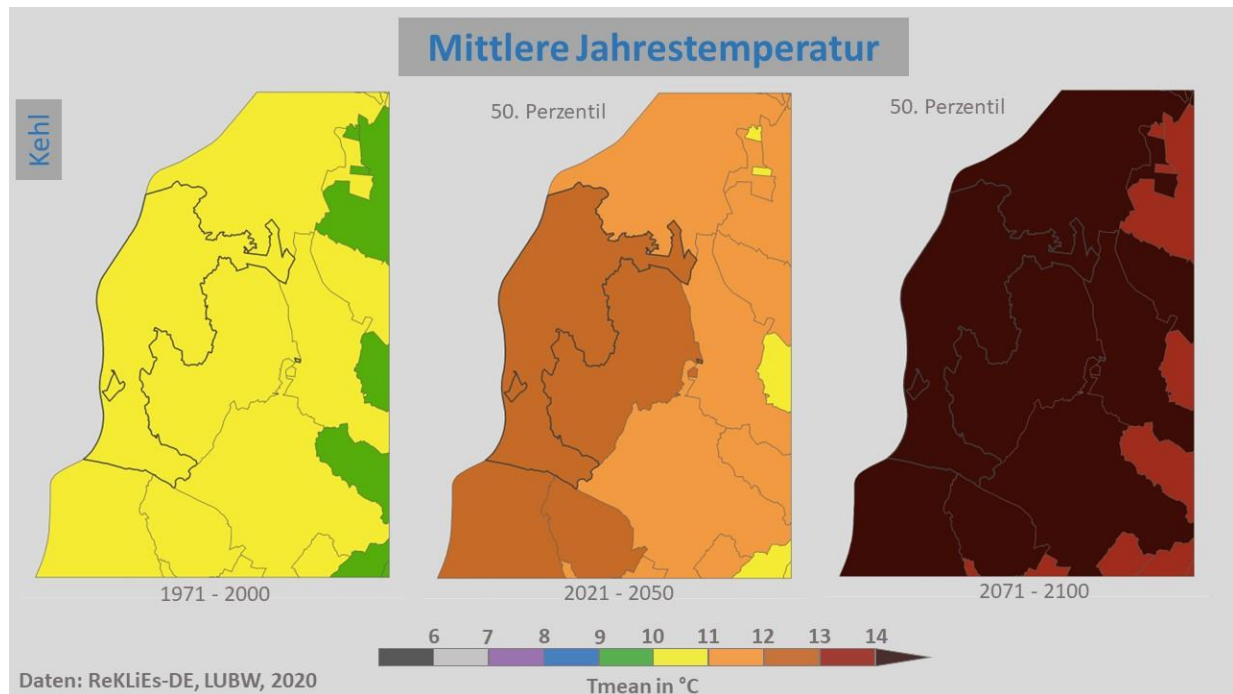 Mittlere Jahrestemperatur
Kehl
50. Perzentil
50. Perzentil
1971 - 2000
2021 - 2050
2071 - 2100
6 7 8 9 10 11 12 13 14
Daten: ReKLiEs-DE, LUBW, 2020
Tmean in °C